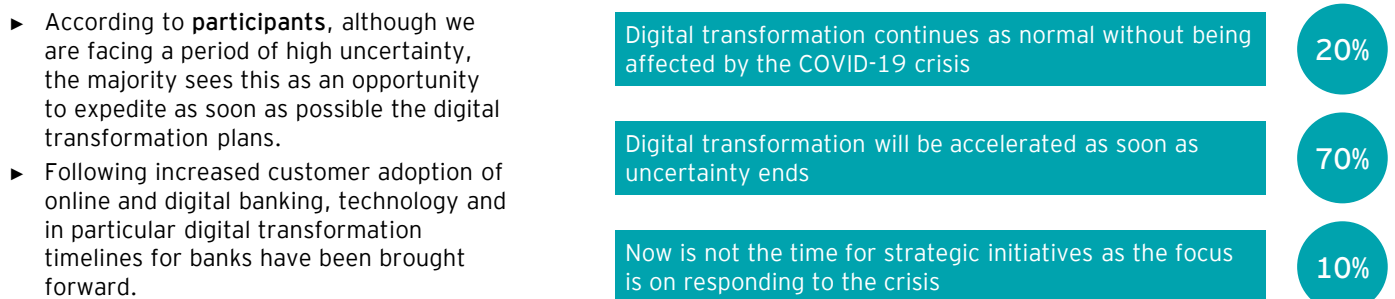 ► According to participants, although we
are facing a period of high uncertainty,
the majority sees this as an opportunity
to expedite as soon as possible the digital
transformation plans.
► Following increased customer adoption of
online and digital banking, technology and
in particular digital transformation
timelines for banks have been brought
forward.
Digital transformation continues as normal without being
affected by the COVID-19 crisis
20%
Digital transformation will be accelerated as soon as
uncertainty ends
70%
Now is not the time for strategic initiatives as the focus
is on responding to the crisis
10%